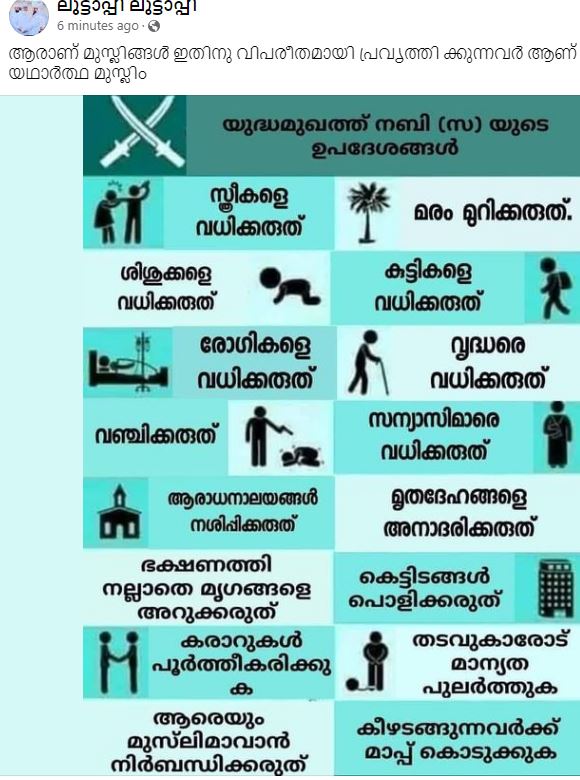 ലുട്ടാപ്പി ലുട്ടാപ്പി
6 minutes ago ·
ആരാണ് മുസ്ലിങ്ങൾ ഇതിനു വിപരീതമായി പ്രവൃത്തി ക്കുന്നവർ ആണ്
യഥാർത്ഥ മുസ്ലിം
യുദ്ധമുഖത്ത് നബി (സ) യുടെ
ഉപദേശങ്ങൾ
സ്ത്രീകളെ
വധിക്കരുത്
മരം മുറിക്കരുത്.
ശിശുക്കളെ
വധിക്കരുത്
കുട്ടികളെ
വധിക്കരുത്
രോഗികളെ
വധിക്കരുത്
വൃദ്ധരെ
വധിക്കരുത്
വഞ്ചിക്കരുത്
സന്യാസിമാരെ
വധിക്കരുത്
ആരാധനാലയങ്ങൾ
നശിപ്പിക്കരുത്
മൃതദേഹങ്ങളെ
അനാദരിക്കരുത്
ഭക്ഷണത്തി
നല്ലാതെ മൃഗങ്ങളെ
അറുക്കരുത്
കെട്ടിടങ്ങൾ
പൊളിക്കരുത്
കരാറുകൾ
പൂർത്തീകരിക്കു
ക
തടവുകാരോട്
മാന്യത
പുലർത്തുക
ആരെയും
മുസ്‌ലിമാവാൻ
നിർബന്ധിക്കരുത്
കീഴടങ്ങുന്നവർക്ക്
മാപ്പ് കൊടുക്കുക